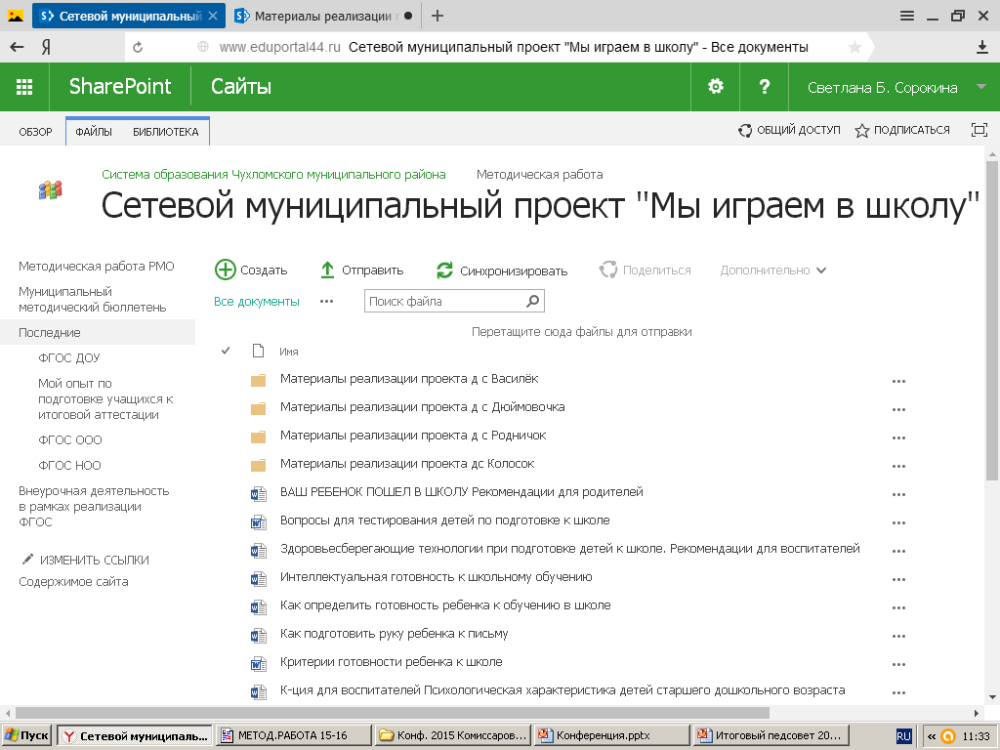 Сетевой муниципальный
Материалы реализации
www.eduportal44.ru Сетевой муниципальный проект "Мы играем в школу" - Все документы
SharePoint Сайты ? Светлана Б. Сорокина
ОБЗОР ФАЙЛЫ БИБЛИОТЕКА ОБЩИЙ ДОСТУП ПОДПИСАТЬСЯ
Система образования Чухломского муниципального района Методическая работа
Сетевой муниципальный проект "Мы играем в школу"
Методическая работа РМО
Муниципальный
методический бюллетень
Последние
ФГОС ДОУ
Мой опыт по
подготовке учащихся к
итоговой аттестации
ФГОС ООО
ФГОС НОО
Внеурочная деятельность
в рамках реализации
ФГОС
ИЗМЕНИТЬ ССЫЛКИ
Содержимое сайта
Создать Отправить Синхронизировать Поделиться Дополнительно
Все документы ••• Поиск файла
Перетащите сюда файлы для отправки
Имя
Материалы реализации проекта д с Василёк
Материалы реализации проекта д с Дюймовочка
Материалы реализации проекта д с Родничок
Материалы реализации проекта дс Колосок
ВАШ РЕБЕНОК ПОШЕЛ В ШКОЛУ Рекомендации для родителей
Вопросы для тестирования детей по подготовке к школе
Здоровьесберегающие технологии при подготовке детей к школе. Рекомендации для воспитателей
Интеллектуальная готовность к школьному обучению
Как определить готовность ребенка к обучению в школе
Как подготовить руку ребенка к письму
Критерии готовности ребенка к школе
К-ция для воспитателей Психологическая характеристика детей старшего дошкольного возраста
Пуск Сетевой муниципаль... МЕТОД.РАБОТА 15-16 Конф. 2015 Комиссаров... Конференция.pptx Итоговый педсовет 20... RU « 11:33